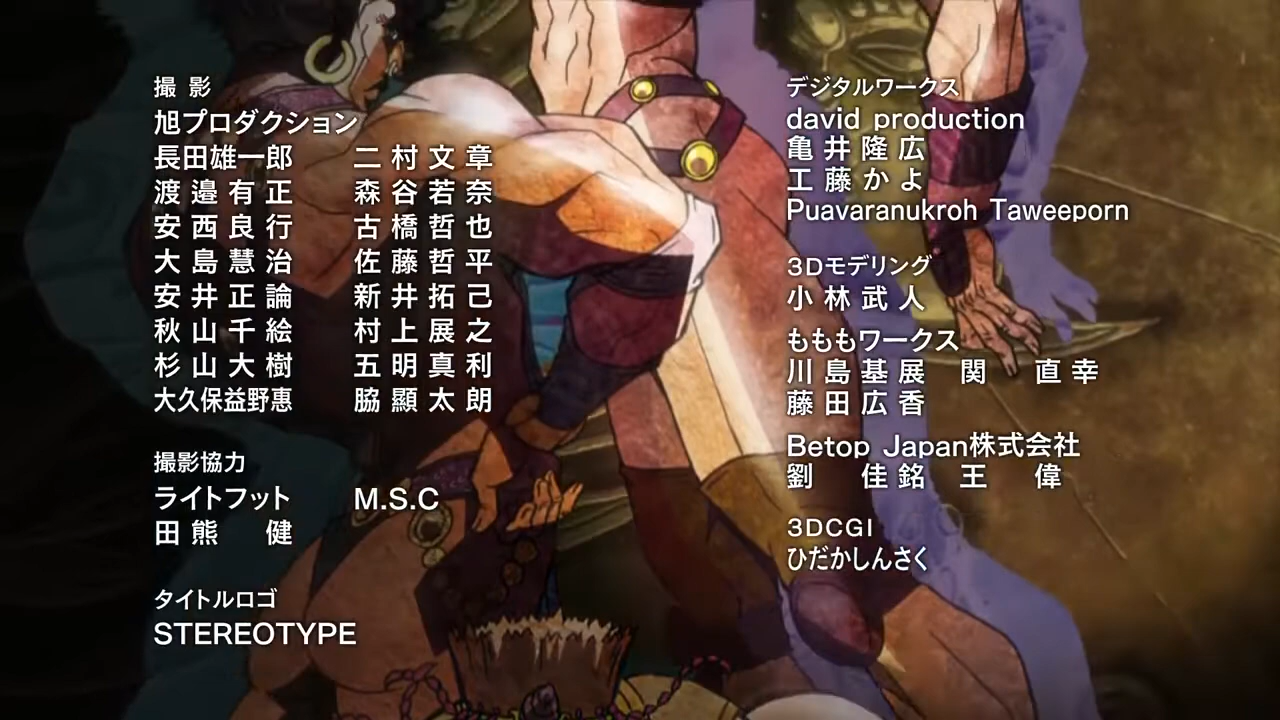 撮影
旭プロダクション
長田雄一郎 二村文章
渡邉有正 森谷若奈
安西良行 古橋哲也
大島慧治 佐藤哲平
安井正論 新井拓己
秋山千絵 村上展之
杉山大樹 五明真利
大久保益野惠 脇顯太朗
撮影協力
ライトフット M.S.C
田熊 健
タイトルロゴ
STEREOTYPE
デジタルワークス
david production
亀井隆広
工藤かよ
Puavaranukroh Taweeporn
3Dモデリング
小林武人
もももワークス
川島基展 関 直幸
藤田広香
Betop Japan株式会社
劉 佳銘 王 偉
3DCGI
ひだかしんさく